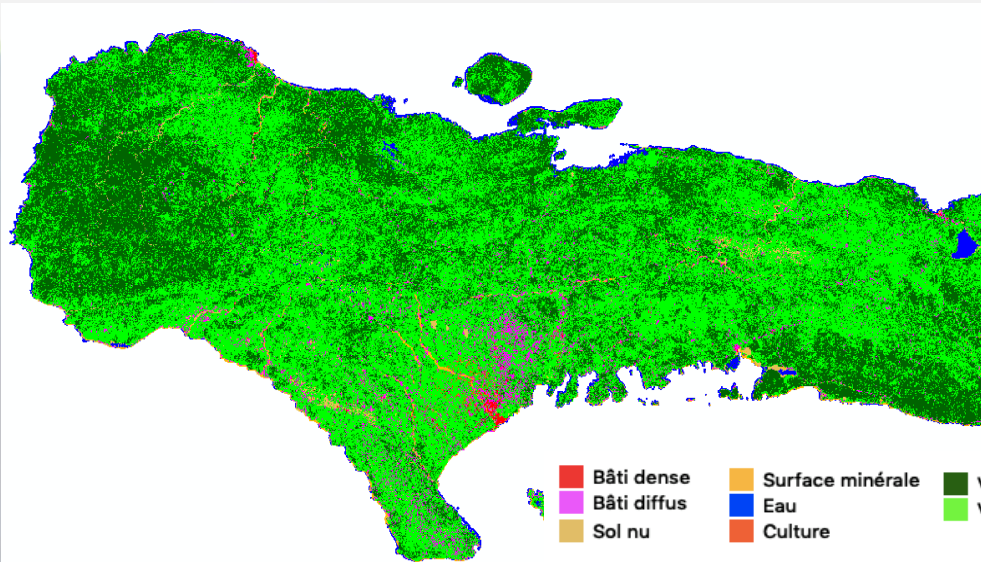 Bâti dense
Bâti diffus
Sol nu
Surface minérale
Eau
Culture